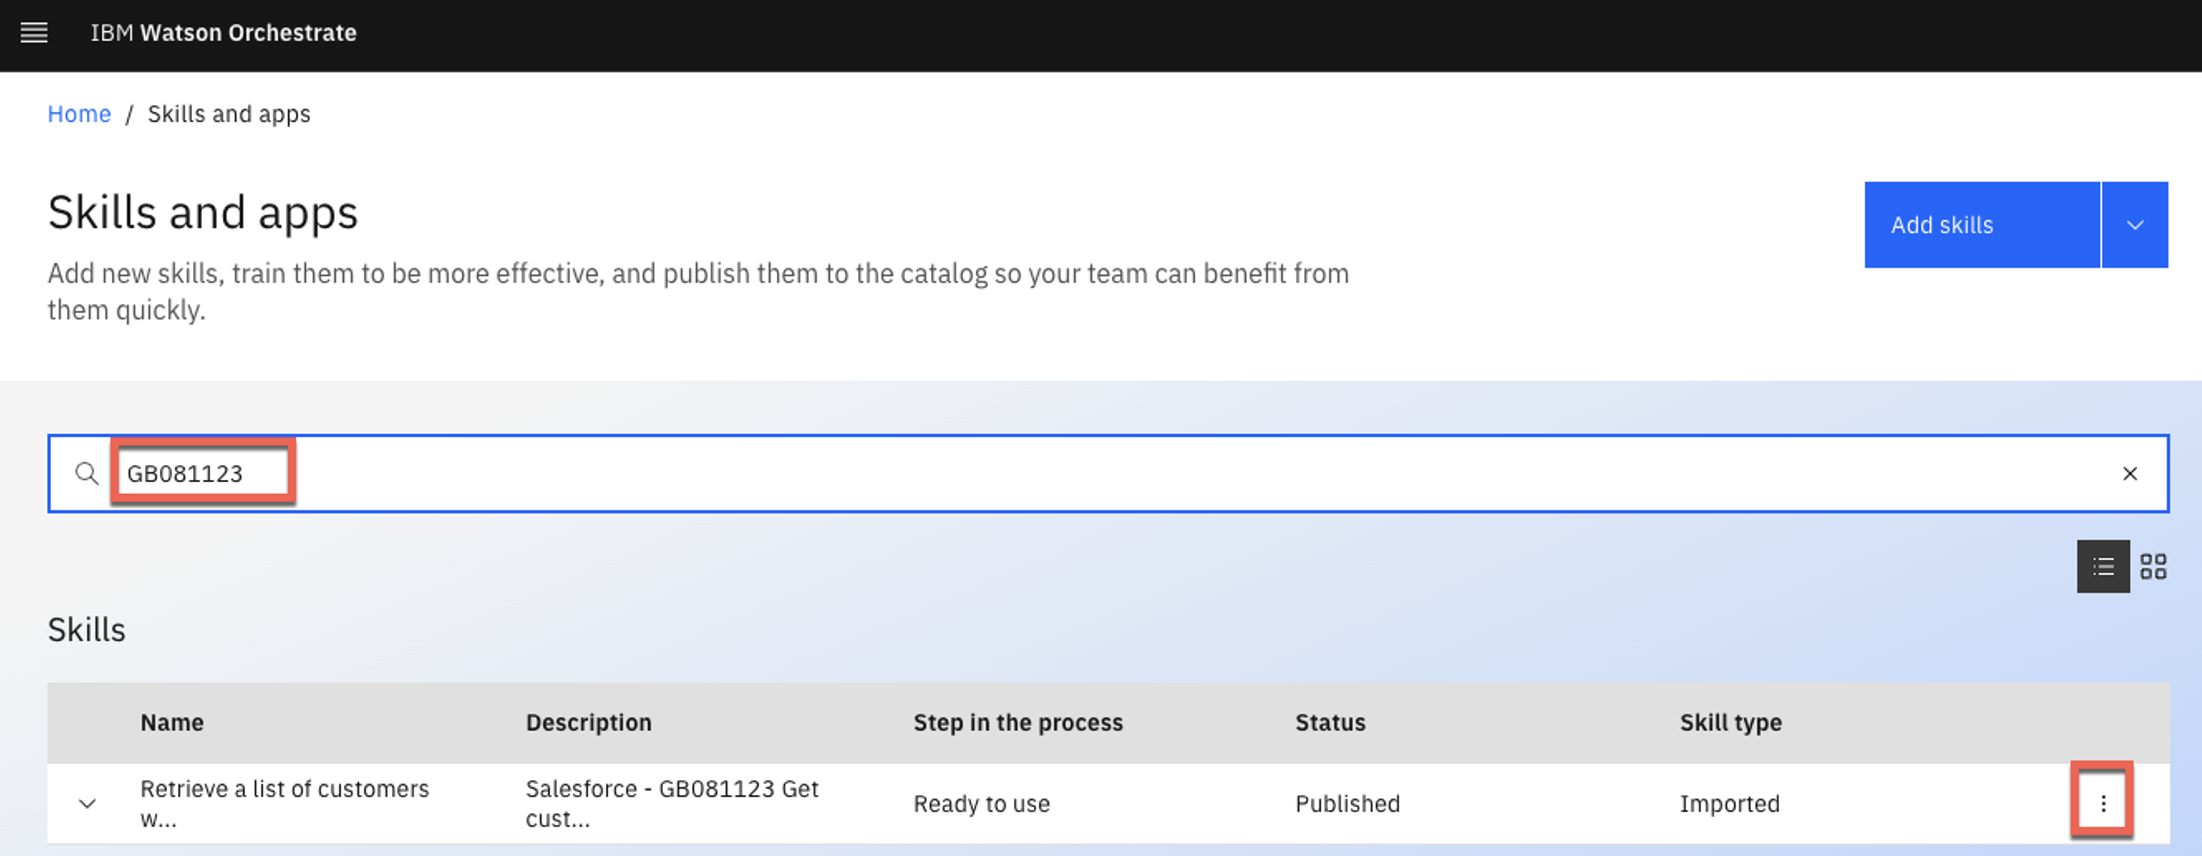 IBM Watson Orchestrate
Home / Skills and apps
Skills and apps
Add skills
Add new skills, train them to be more effective, and publish them to the catalog so your team can benefit from
them quickly.
GB081123
Skills
Name Description Step in the process Status Skill type
Retrieve a list of customers
w...
Salesforce - GB081123 Get
cust...
Ready to use
Published
Imported